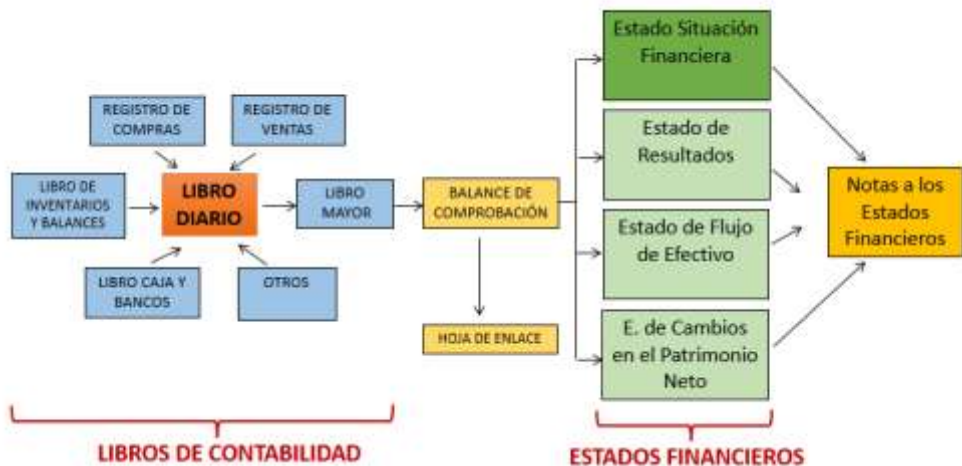 Estado Situación
Financiera
REGISTRO DE
COMPRAS
REGISTRO DE
VENTAS
Estado de
Resultados
LIBRO DE
INVENTARIOS
Y BALANCES
LIBRO
DIARIO
LIBRO
MAYOR
BALANCE DE
COMPROBACIÓN
Notas a los
Estados
Financieros
Estado de Flujo
de Efectivo
LIBRO CAJA Y
BANCOS
OTROS
HOJA DE ENLACE
E. de Cambios
en el Patrimonio
Neto
LIBROS DE CONTABILIDAD
ESTADOS FINANCIEROS